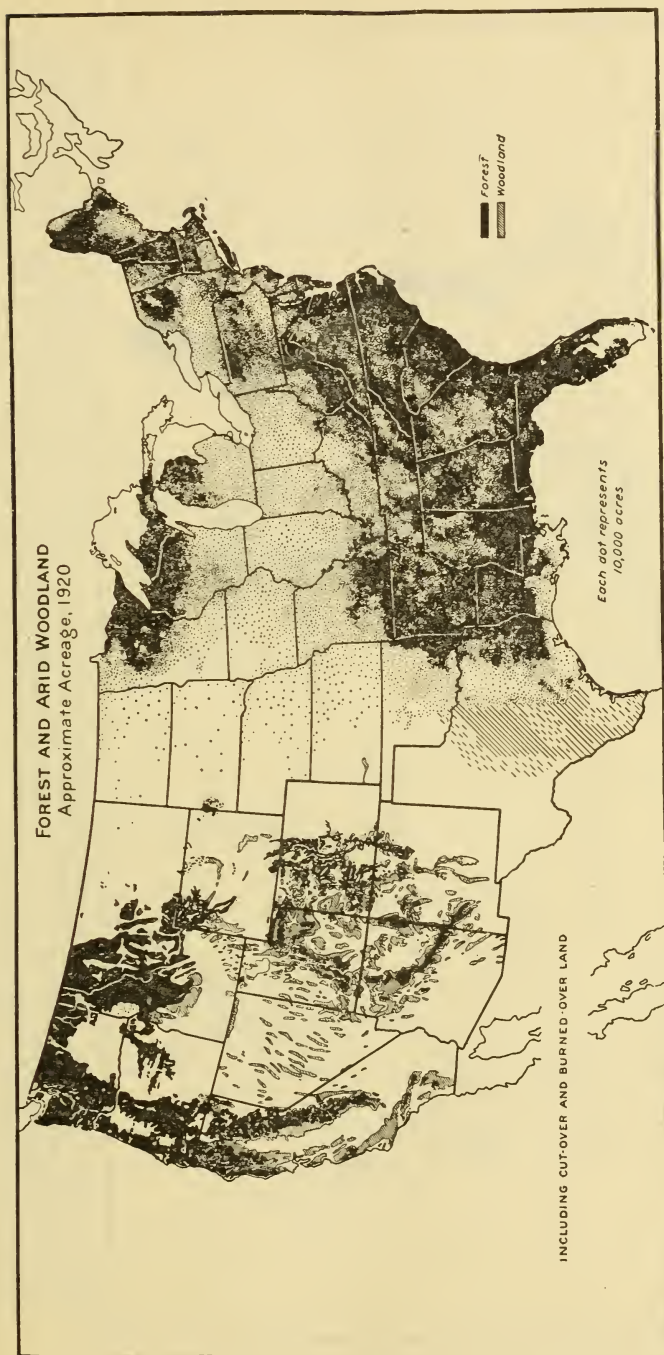 FOREST AND ARID WOODLAND
Approximate Acreage, 1920
Forest
Woodland
Each dot represents
10,000 acres
INCLUDING CUT-OVER AND BURNED-OVER LAND